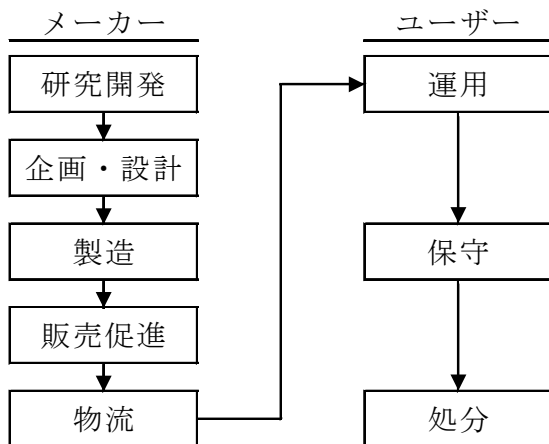 メーカー
研究開発
企画・設計
製造
販売促進
物流
ユーザー
運用
保守
処分